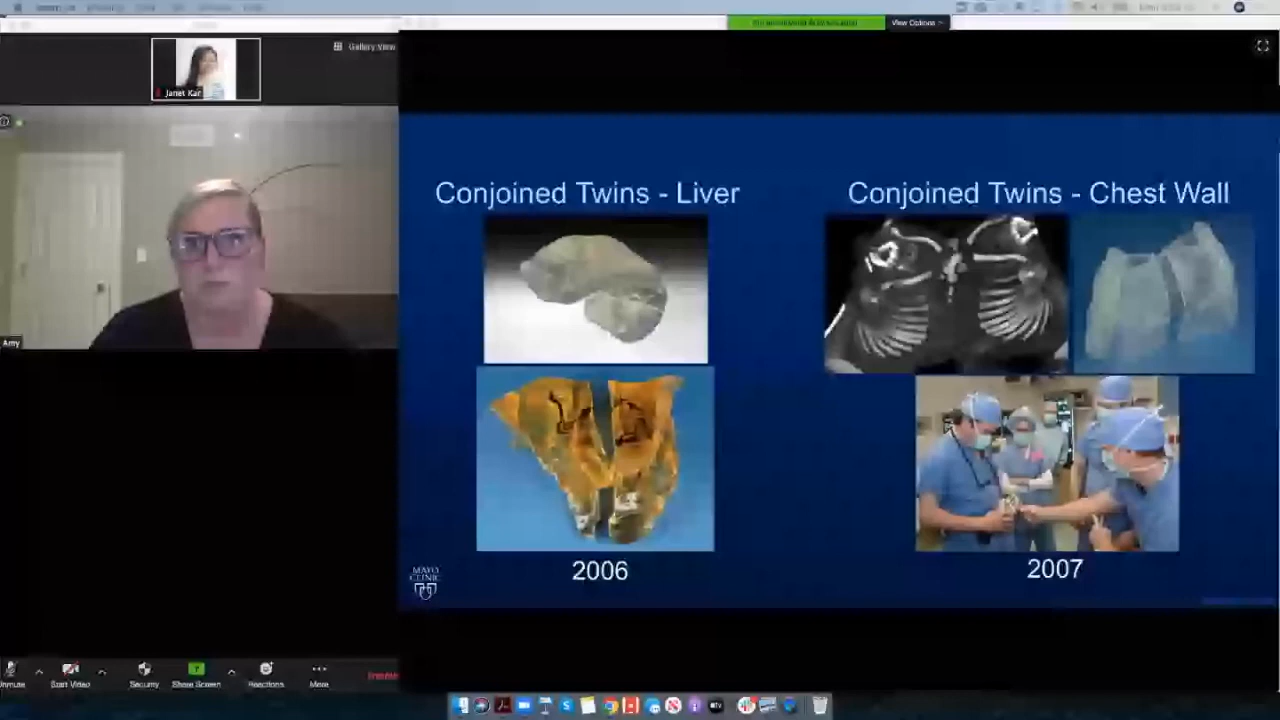 View Options
Gallery View
Janet Kar
Amy
Conjoined Twins - Liver
Conjoined Twins - Chest Wall
2006
2007
MAYO
CLINIC
Unmute
Start Video
Security
Share Screen
Reactions
More